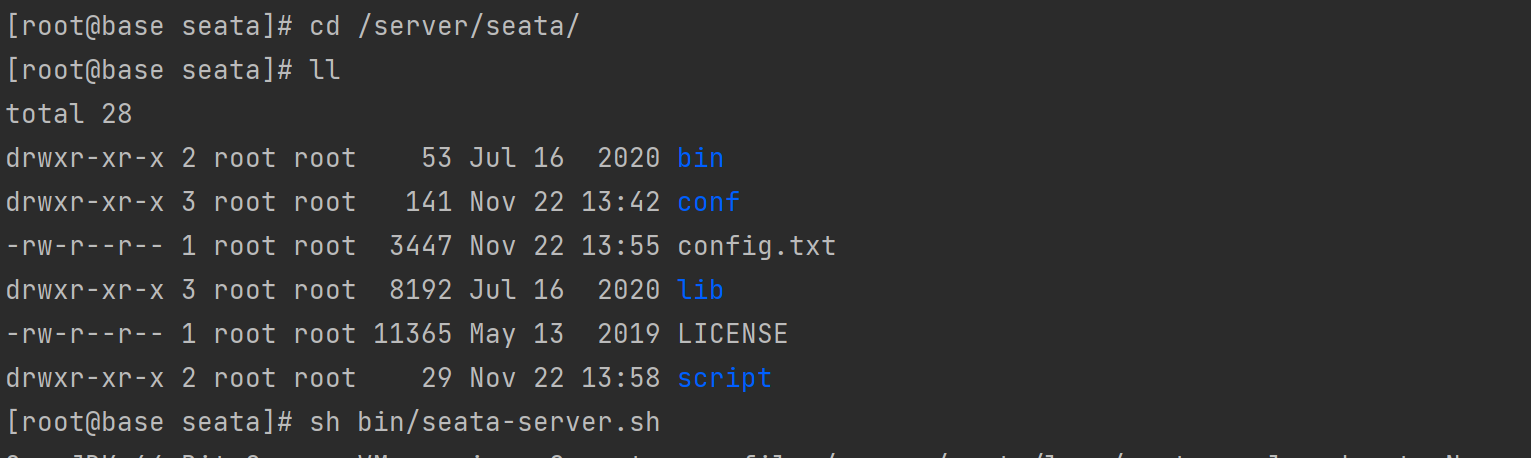 [root@base seata]# cd /server/seata/
[root@base seata]# ll
total 28
drwxr-xr-x 2 root root    53 Jul 16  2020 bin
drwxr-xr-x 3 root root   141 Nov 22 13:42 conf
-rw-r--r-- 1 root root  3447 Nov 22 13:55 config.txt
drwxr-xr-x 3 root root  8192 Jul 16  2020 lib
-rw-r--r-- 1 root root 11365 May 13  2019 LICENSE
drwxr-xr-x 2 root root    29 Nov 22 13:58 script
[root@base seata]# sh bin/seata-server.sh